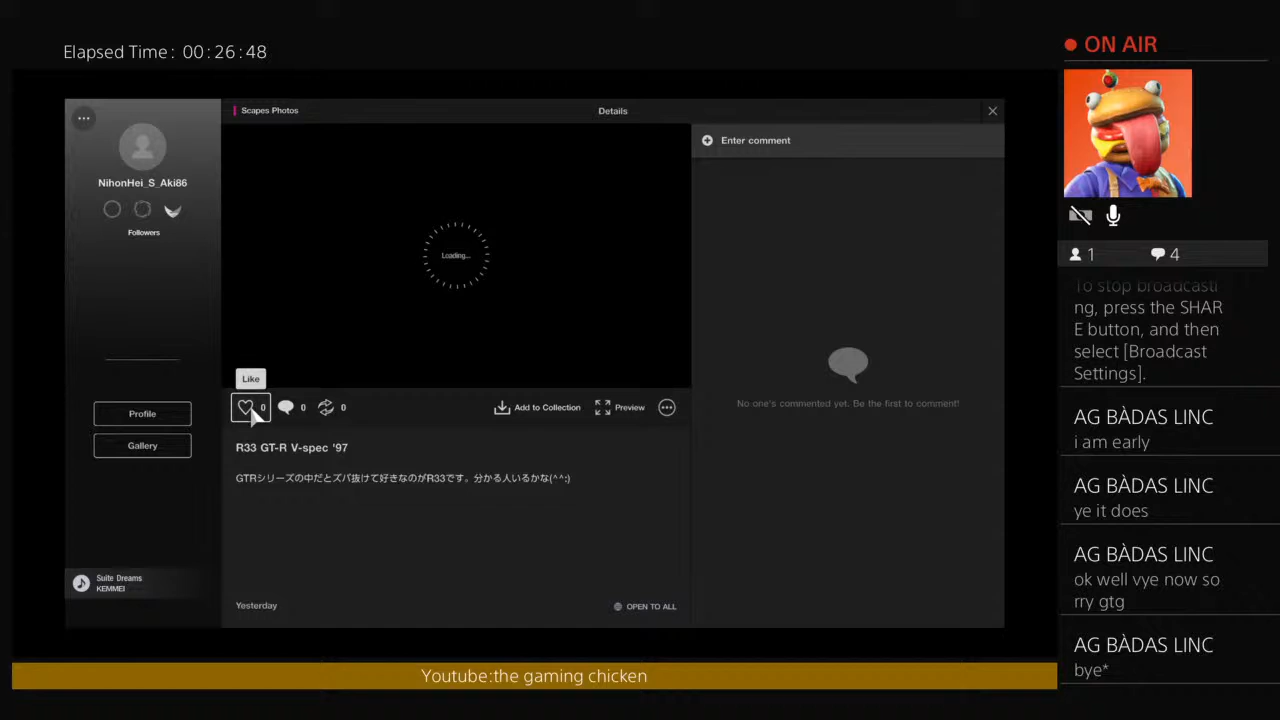 Elapsed Time: 00:26:48
ON AIR
Scapes Photos
Details
Enter comment
NihonHei_S_Aki86
Followers
Loading...
Like
0
0
0
Add to Collection
Preview
No one's commented yet. Be the first to comment!
Profile
Gallery
R33 GT-R V-spec '97
GTRシリーズの中だとズバ抜けて好きなのがR33です。分かる人いるかな(^^:)
Suite Dreams
KEMMEI
Yesterday
OPEN TO ALL
Youtube:the gaming chicken
1
4
To stop broadcasti
ng, press the SHAR
E button, and then
select [Broadcast
Settings].
AG BÀDAS LINC
i am early
AG BÀDAS LINC
ye it does
AG BÀDAS LINC
ok well vye now so
rry gtg
AG BÀDAS LINC
bye*